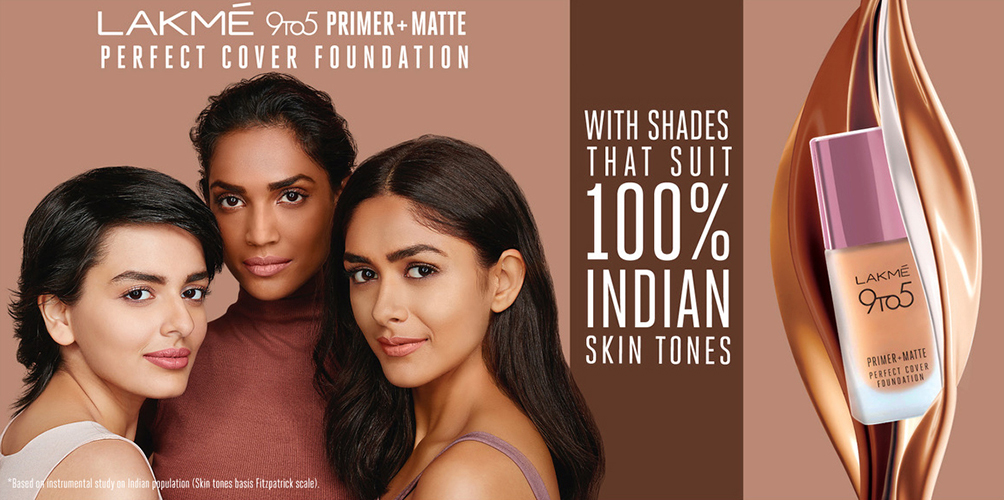 LAKMÉ 9to5 PRIMER+MATTE
PERFECT COVER FOUNDATION
WITH SHADES
THAT SUIT
100%
INDIAN
SKIN TONES
LAKMÉ
9to5
PRIMER+MATTE
PERFECT COVER
FOUNDATION
*Based on instrumental study on Indian population (Skin tones basis Fitzpatrick scale).